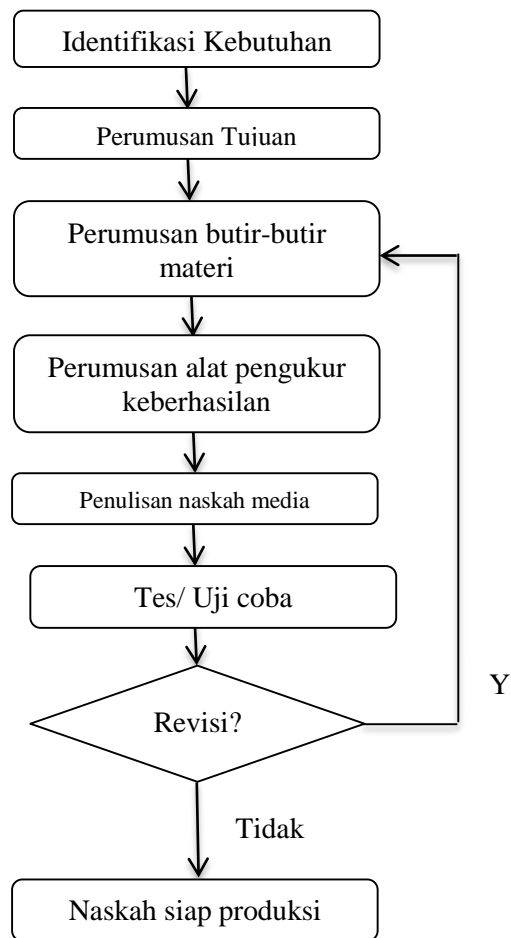 Identifikasi Kebutuhan
Perumusan Tujuan
Perumusan butir-butir
materi
Perumusan alat pengukur
keberhasilan
Penulisan naskah media
Tes/ Uji coba
Revisi?
Y
Tidak
Naskah siap produksi